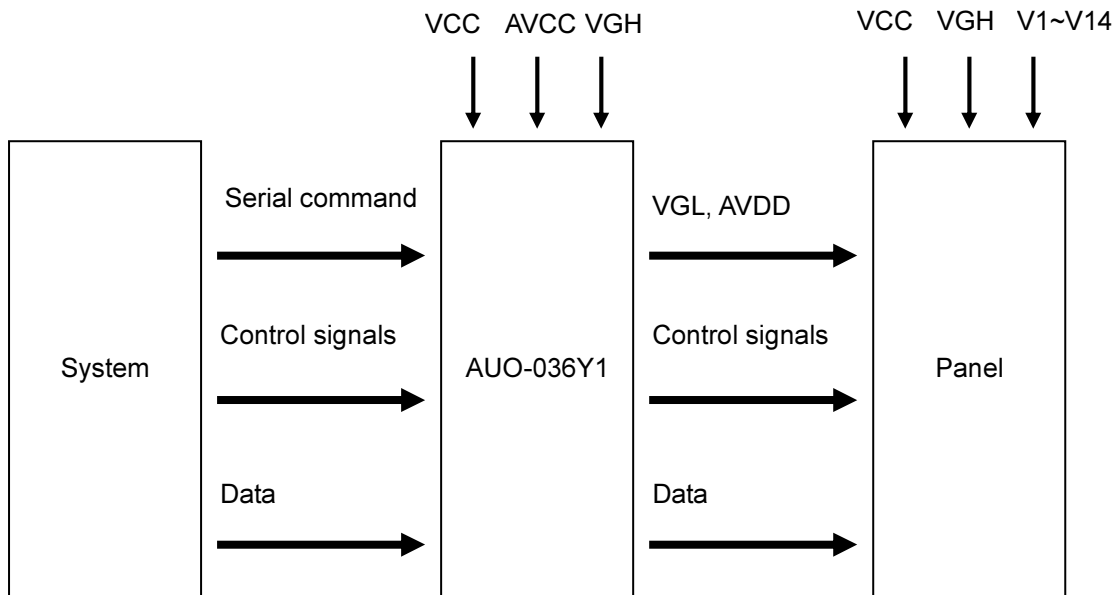 VCC AVCC VGH
VCC VGH V1~V14
Serial command
VGL, AVDD
Control signals
Control signals
System
AUO-036Y1
Panel
Data
Data